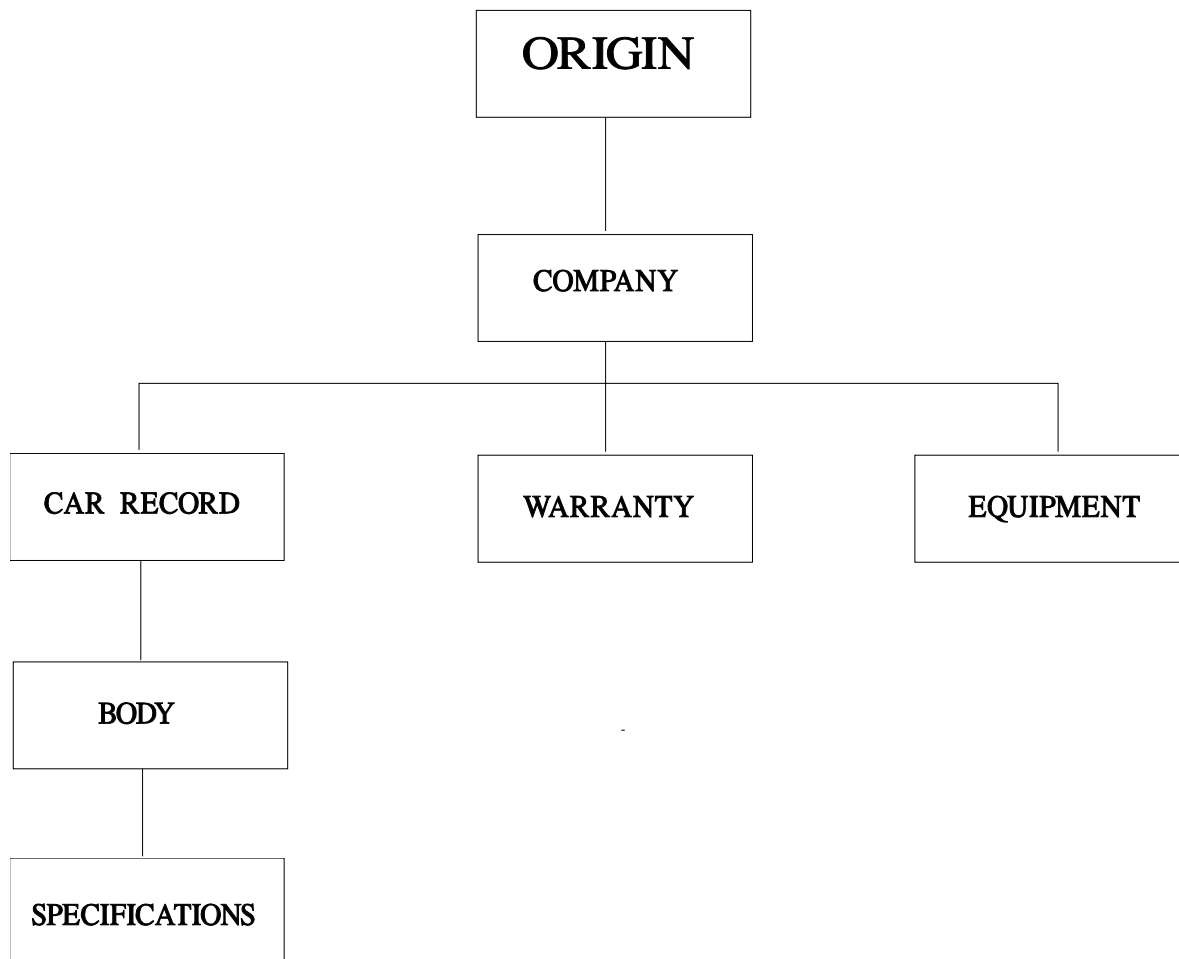 ORIGIN
COMPANY
CAR RECORD
WARRANTY
EQUIPMENT
BODY
-
SPECIFICATIONS